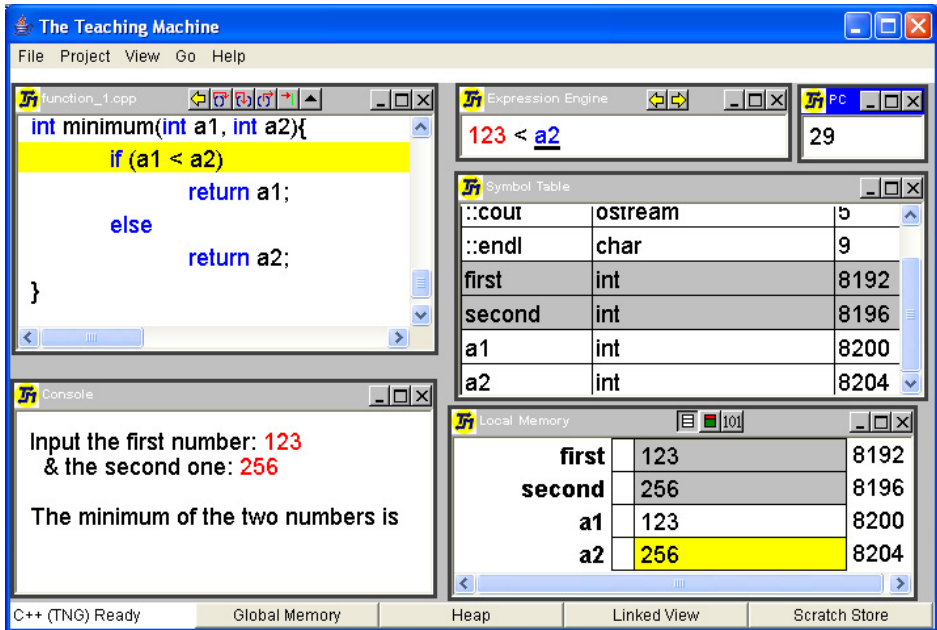 The Teaching Machine
File Project View Go Help
function_1.cpp
int minimum(int a1, int a2){
if (a1 < a2)
return a1;
else
return a2;
}
Expression Engine
123 < a2
PC
29
Symbol Table
::cout ostream 5
::endl char 9
first int 8192
second int 8196
a1 int 8200
a2 int 8204
Console
Input the first number: 123
& the second one: 256
The minimum of the two numbers is
Local Memory 101
first 123 8192
second 256 8196
a1 123 8200
a2 256 8204
C++ (TNG) Ready Global Memory Heap Linked View Scratch Store